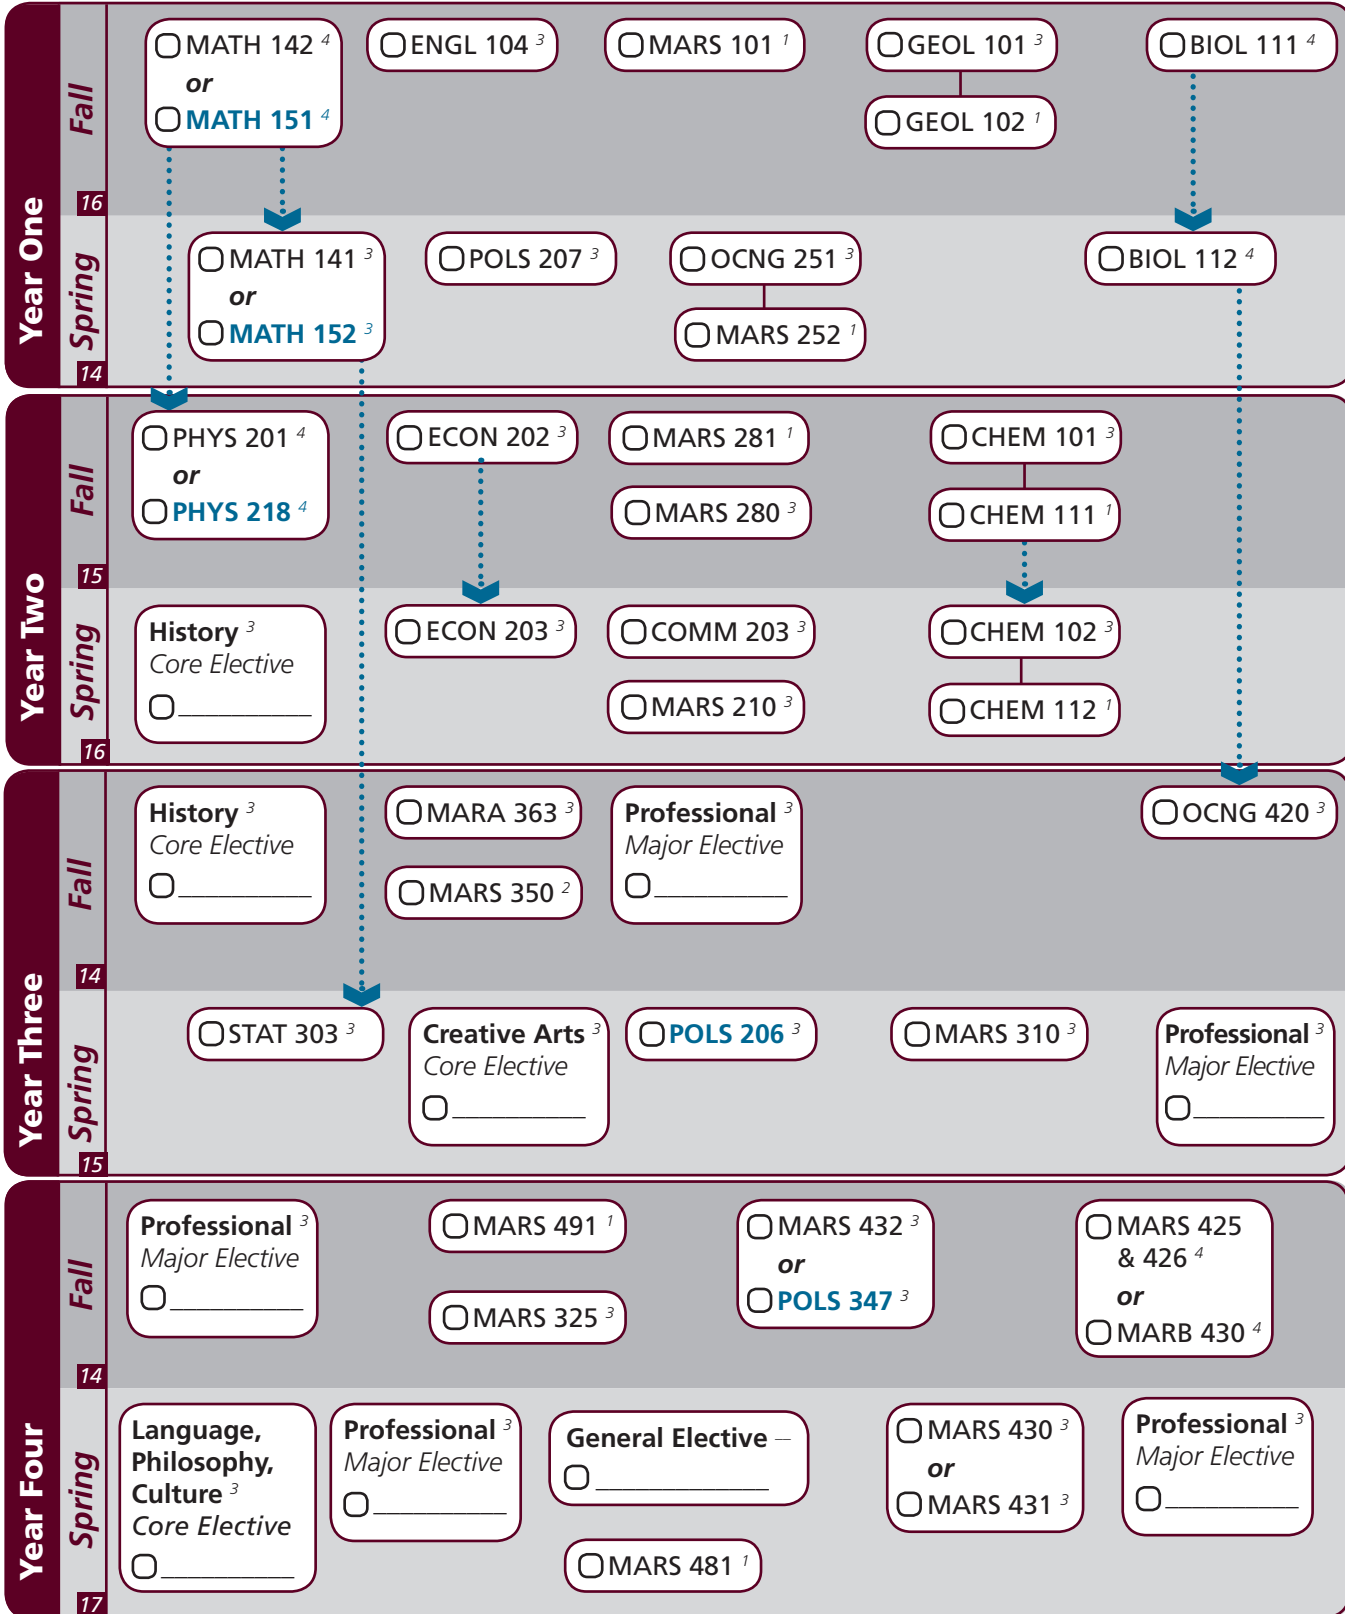 Year One
Fall
MATH 142 4
or
MATH 151 4
ENGL 104 3
MARS 101 1
GEOL 101 3
GEOL 102 1
BIOL 111 4
16
Spring
MATH 141 3
or
MATH 152 3
POLS 207 3
OCNG 251 3
MARS 252 1
BIOL 112 4
14
Year Two
Fall
PHYS 201 4
or
PHYS 218 4
ECON 202 3
MARS 281 1
MARS 280 3
CHEM 101 3
CHEM 111 1
15
Spring
History 3
Core Elective
ECON 203 3
COMM 203 3
MARS 210 3
CHEM 102 3
CHEM 112 1
16
Year Three
Fall
History 3
Core Elective
MARA 363 3
MARS 350 2
Professional 3
Major Elective
OCNG 420 3
14
Spring
STAT 303 3
Creative Arts 3
Core Elective
POLS 206 3
MARS 310 3
Professional 3
Major Elective
15
Year Four
Fall
Professional 3
Major Elective
MARS 491 1
MARS 325 3
MARS 432 3
or
POLS 347 3
MARS 425
& 426 4
or
MARB 430 4
14
Spring
Language,
Philosophy,
Culture 3
Core Elective
Professional 3
Major Elective
General Elective —
MARS 481 1
MARS 430 3
or
MARS 431 3
Professional 3
Major Elective
17